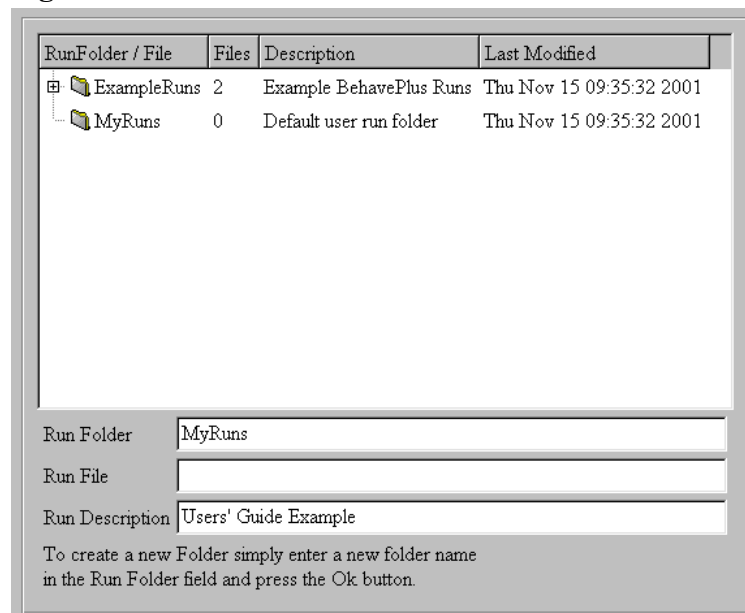 RunFolder / File Files Description Last Modified
ExampleRuns 2 Example BehavePlus Runs Thu Nov 15 09:35:32 2001
MyRuns 0 Default user run folder Thu Nov 15 09:35:32 2001
Run Folder MyRuns
Run File
Run Description Users' Guide Example
To create a new Folder simply enter a new folder name
in the Run Folder field and press the Ok button.